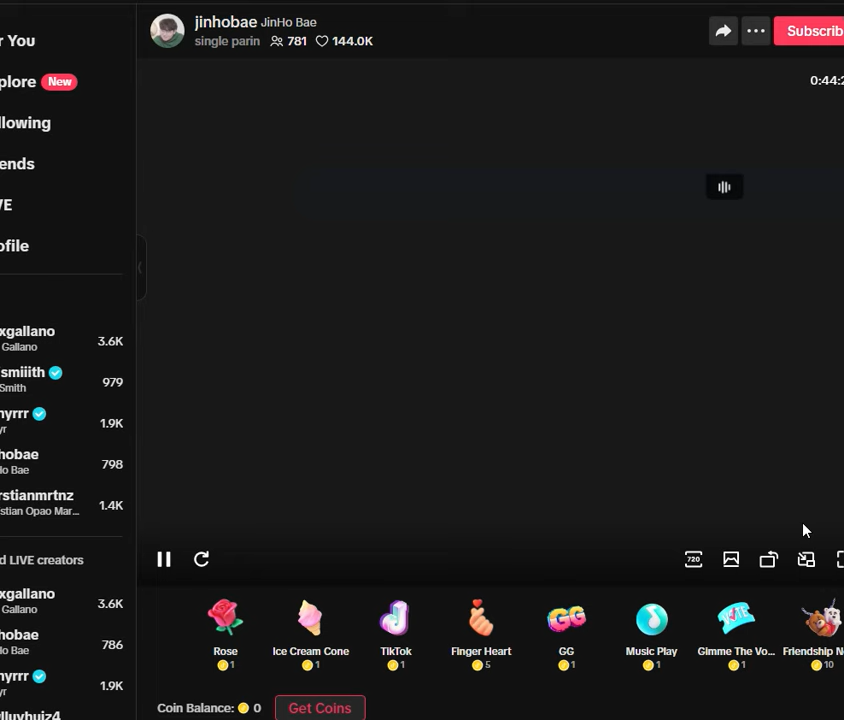 jinhobae JinHo Bae
single parin 781 144.0K
Subscrib
0:44:2
r You
plore New
llowing
ends
VE
ofile
xgallano 3.6K
Gallano
smiiith 979
Smith
nyrrr 1.9K
yr
hobae 798
Ho Bae
rstianmrtnz 1.4K
stian Opao Mar...
d LIVE creators
xgallano 3.6K
Gallano
hobae 786
Ho Bae
nyrrr 1.9K
yr
720
Rose Ice Cream Cone TikTok Finger Heart GG Music Play Gimme The Vo... Friendship N
1 1 1 5 1 1 1 10
Coin Balance: 0 Get Coins